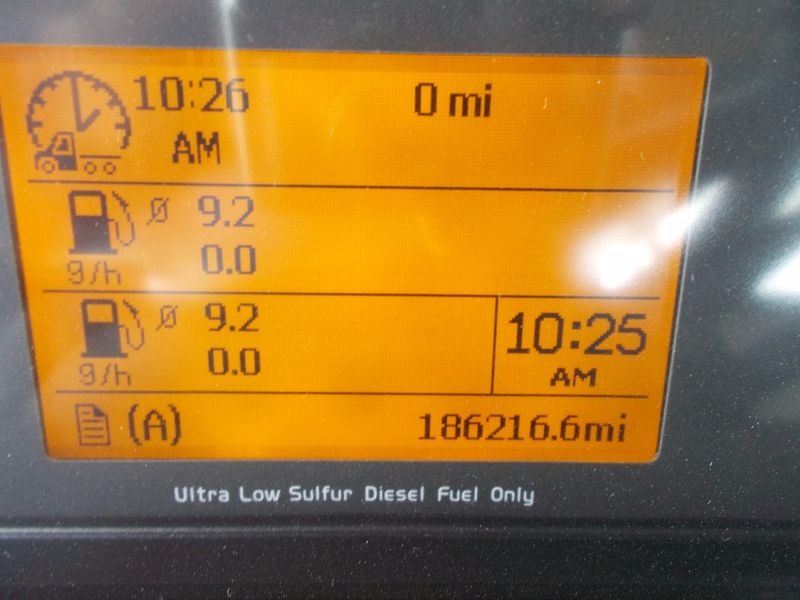 10:26 0 mi
AM
Ø 9.2
g/h 0.0
Ø 9.2
g/h 0.0
10:25
AM
(A) 186216.6mi
Ultra Low Sulfur Diesel Fuel Only